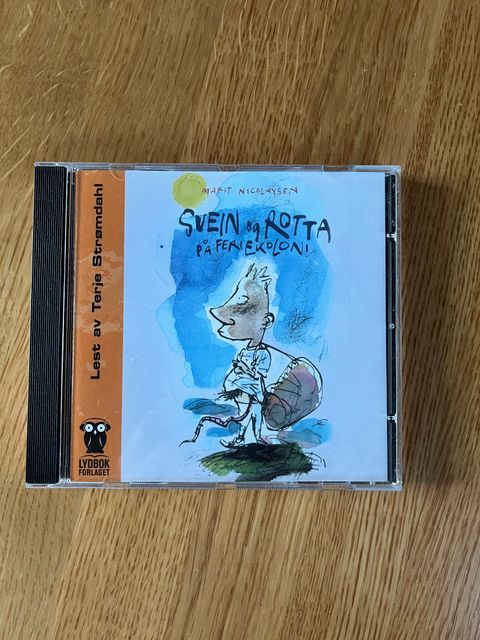 MARIT NICOLAYSEN
SVEIN og ROTTA
PÅ FERIEKOLONI
Lest av Terje Strømdahl
LYDBOK
FORLAGET